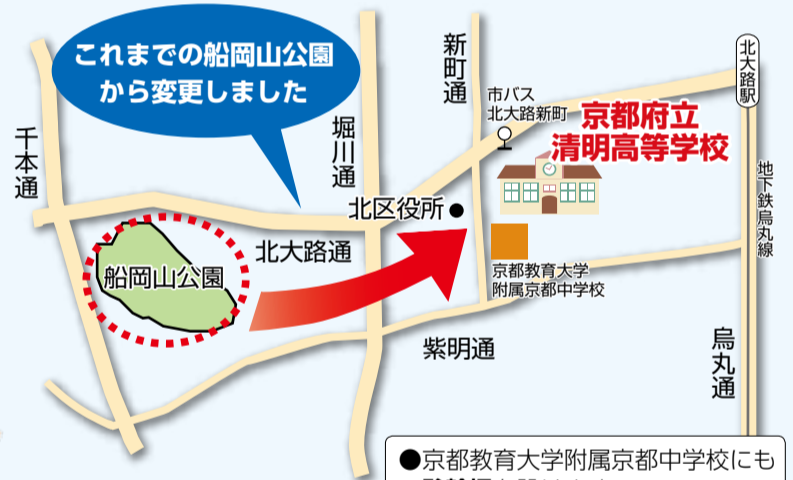 これまでの船岡山公園
から変更しました
千本通
堀川通
新町通
市バス
北大路新町
京都府立
清明高等学校
北大路駅
地下鉄烏丸線
北区役所
北大路通
船岡山公園
京都教育大学
附属京都中学校
紫明通
烏丸通
●京都教育大学附属京都中学校にも